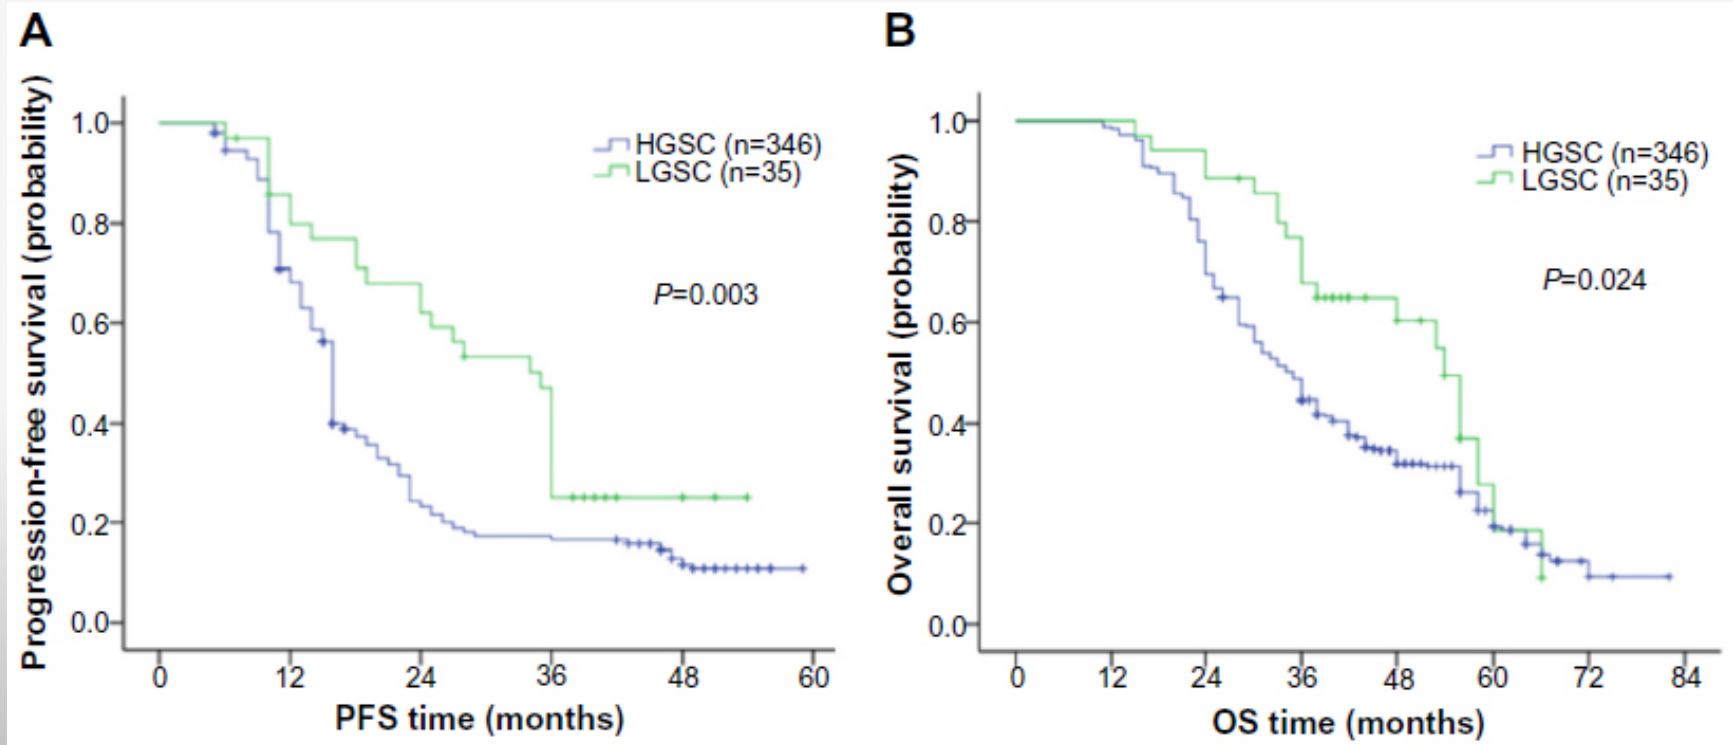 A
Progression-free survival (probability)
1.0
0.8
0.6
0.4
0.2
0.0
HGSC (n=346)
LGSC (n=35)
P=0.003
0 12 24 36 48 60
PFS time (months)
B
Overall survival (probability)
1.0
0.8
0.6
0.4
0.2
0.0
HGSC (n=346)
LGSC (n=35)
P=0.024
0 12 24 36 48 60 72 84
OS time (months)